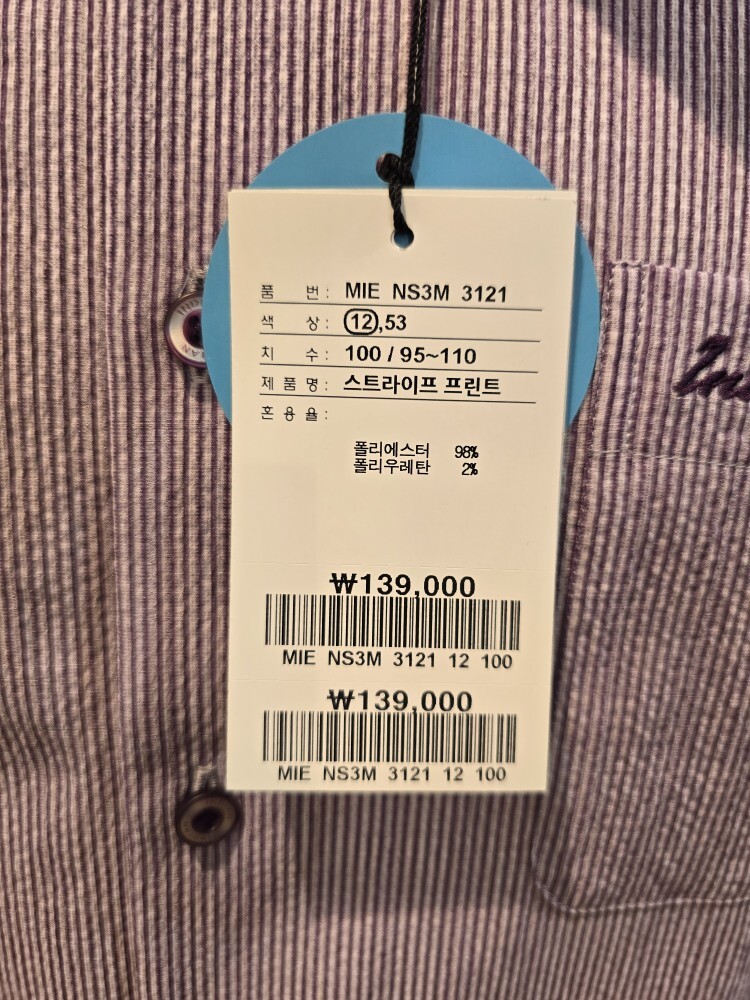 품 번 : MIE NS3M 3121
색 상 : 12,53
치 수 : 100 / 95~110
제 품 명 : 스트라이프 프린트
혼 용 율 :
폴리에스터 98%
폴리우레탄 2%
₩139,000
MIE NS3M 3121 12 100
₩139,000
MIE NS3M 3121 12 100